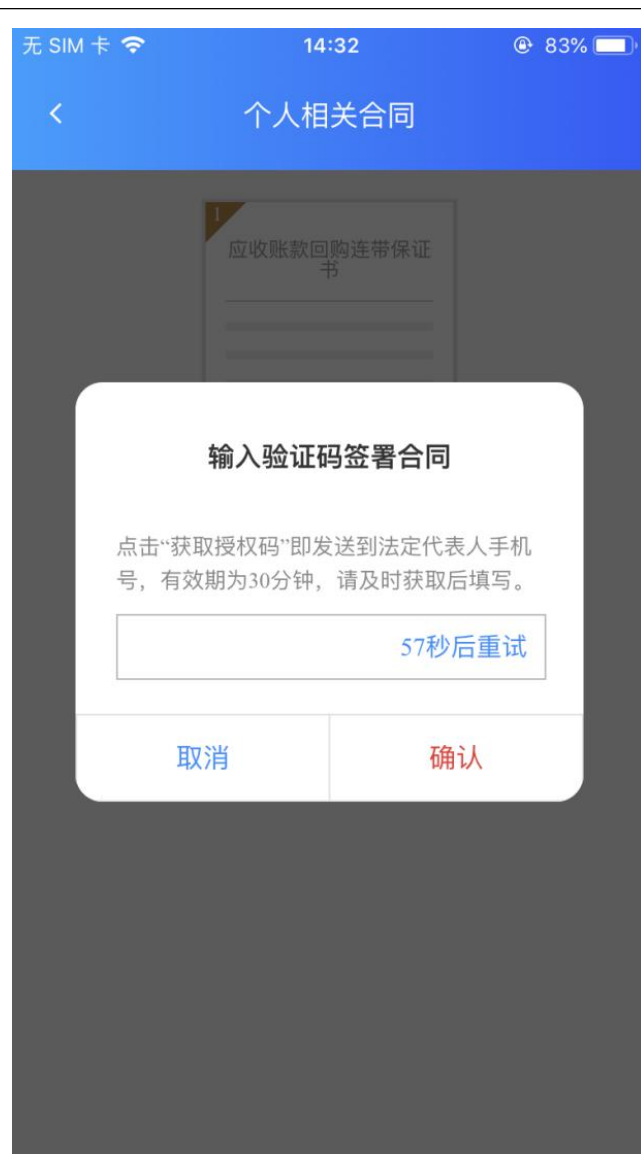 无 SIM 卡 14:32 83%
个人相关合同
1
应收账款回购连带保证
书
输入验证码签署合同
点击“获取授权码”即发送到法定代表人手机
号，有效期为30分钟，请及时获取后填写。
57秒后重试
取消 确认